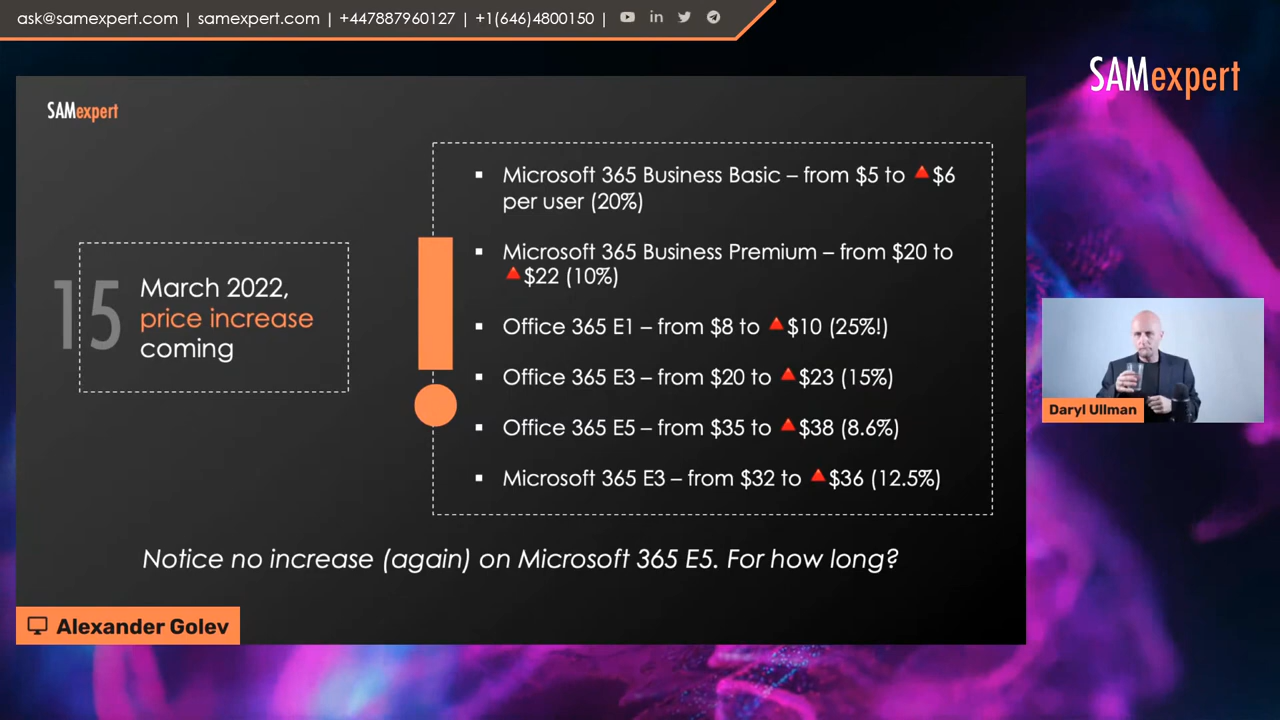 ask@samexpert.com | samexpert.com | +447887960127 | +1(646)4800150 |
SAMexpert
SAMexpert
15
March 2022,
price increase
coming
▪ Microsoft 365 Business Basic – from $5 to 🔺$6
per user (20%)
▪ Microsoft 365 Business Premium – from $20 to
🔺$22 (10%)
▪ Office 365 E1 – from $8 to 🔺$10 (25%!)
▪ Office 365 E3 – from $20 to 🔺$23 (15%)
▪ Office 365 E5 – from $35 to 🔺$38 (8.6%)
▪ Microsoft 365 E3 – from $32 to 🔺$36 (12.5%)
Notice no increase (again) on Microsoft 365 E5. For how long?
Alexander Golev
Daryl Ullman